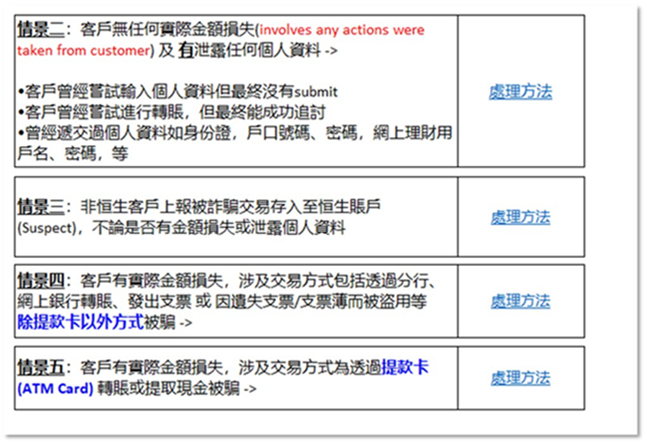 情景二：客戶無任何實際金額損失(involves any actions were
taken from customer) 及 有泄露任何個人資料 ->
•客戶曾經嘗試輸入個人資料但最終沒有submit
•客戶曾經嘗試進行轉賬，但最終能成功追討
•曾經遞交過個人資料如身份證，戶口號碼、密碼，網上理財用
戶名、密碼，等
處理方法
情景三：非恒生客戶上報被詐騙交易存入至恒生賬戶
(Suspect)，不論是否有金額損失或泄露個人資料
處理方法
情景四：客戶有實際金額損失，涉及交易方式包括透過分行、
網上銀行轉賬、發出支票 或 因遺失支票/支票薄而被盜用等
除提款卡以外方式被騙 ->
處理方法
情景五：客戶有實際金額損失，涉及交易方式為透過提款卡
(ATM Card) 轉賬或提取現金被騙 ->
處理方法